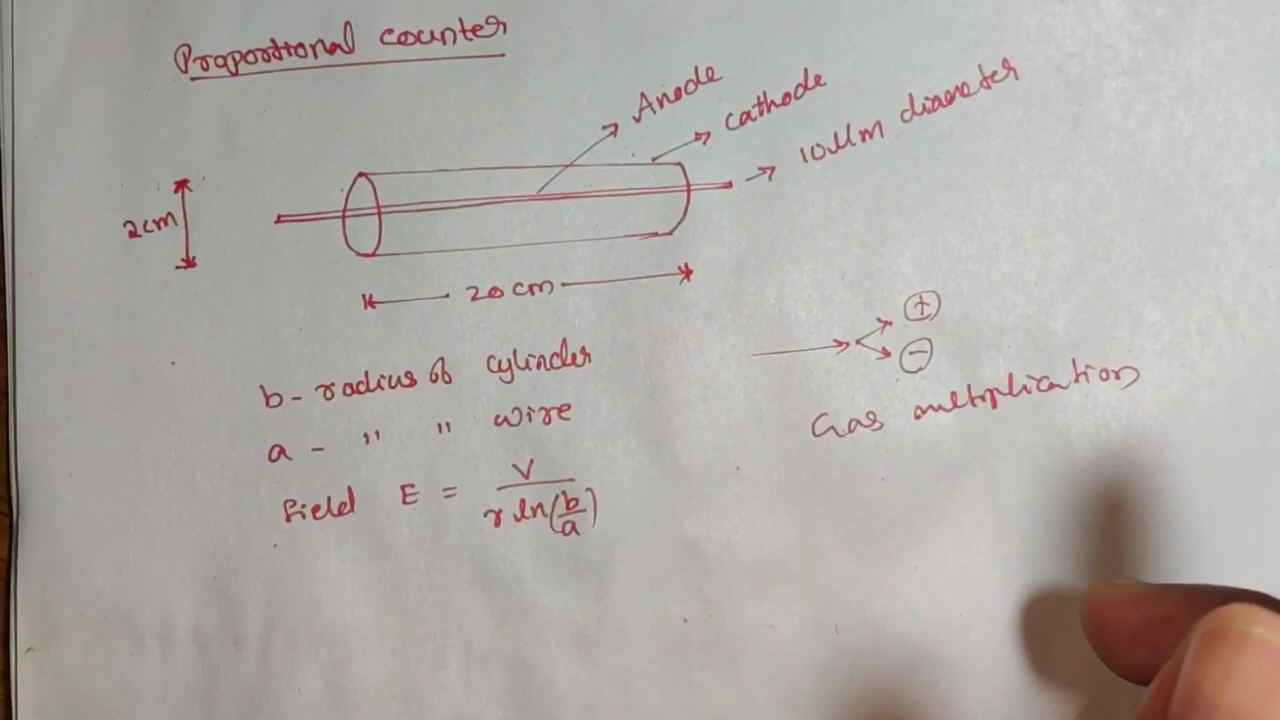 Proportional counter
Anode
cathode
10μm diameter
2cm
20 cm
b - radius of cylinder
a - " " wire
+
−
Gas multiplication
Field E = V / r ln(b/a)